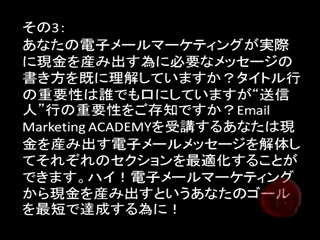 その3：
あなたの電子メールマーケティングが実際
に現金を産み出す為に必要なメッセージの
書き方を既に理解していますか？タイトル行
の重要性は誰でも口にしていますが“送信
人”行の重要性をご存知ですか？Email
Marketing ACADEMYを受講するあなたは現
金を産み出す電子メールメッセージを解体し
てそれぞれのセクションを最適化することが
できます。ハイ！電子メールマーケティング
から現金を産み出すというあなたのゴール
を最短で達成する為に！